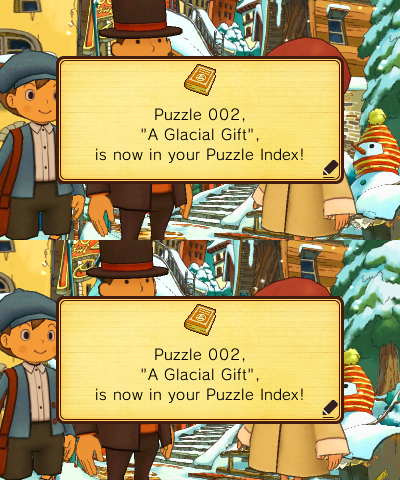 Puzzle 002,
"A Glacial Gift",
is now in your Puzzle Index!
Puzzle 002,
"A Glacial Gift",
is now in your Puzzle Index!